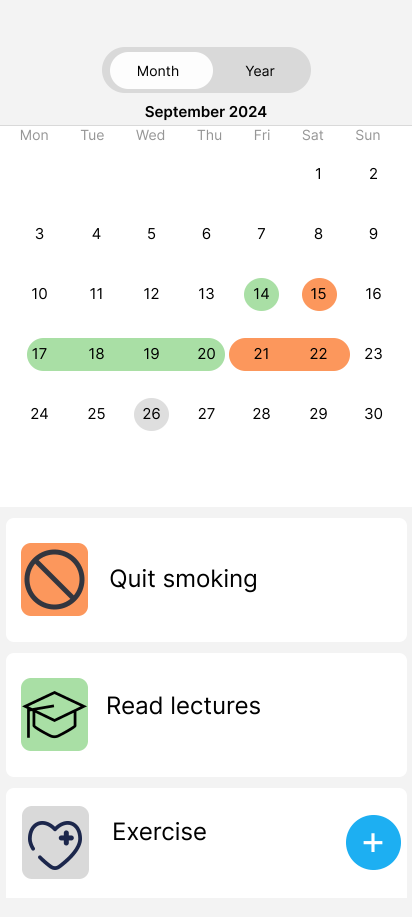 Month Year
September 2024
Mon Tue Wed Thu Fri Sat Sun
1 2
3 4 5 6 7 8 9
10 11 12 13 14 15 16
17 18 19 20 21 22 23
24 25 26 27 28 29 30
Quit smoking
Read lectures
Exercise
+